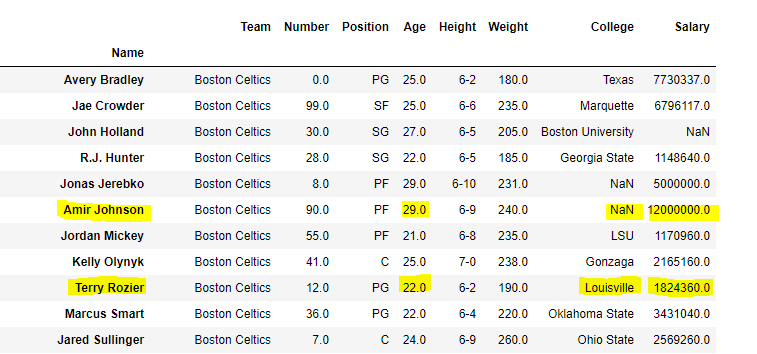 Team Number Position Age Height Weight College Salary
Name
Avery Bradley Boston Celtics 0.0 PG 25.0 6-2 180.0 Texas 7730337.0
Jae Crowder Boston Celtics 99.0 SF 25.0 6-6 235.0 Marquette 6796117.0
John Holland Boston Celtics 30.0 SG 27.0 6-5 205.0 Boston University NaN
R.J. Hunter Boston Celtics 28.0 SG 22.0 6-5 185.0 Georgia State 1148640.0
Jonas Jerebko Boston Celtics 8.0 PF 29.0 6-10 231.0 NaN 5000000.0
Amir Johnson Boston Celtics 90.0 PF 29.0 6-9 240.0 NaN 12000000.0
Jordan Mickey Boston Celtics 55.0 PF 21.0 6-8 235.0 LSU 1170960.0
Kelly Olynyk Boston Celtics 41.0 C 25.0 7-0 238.0 Gonzaga 2165160.0
Terry Rozier Boston Celtics 12.0 PG 22.0 6-2 190.0 Louisville 1824360.0
Marcus Smart Boston Celtics 36.0 PG 22.0 6-4 220.0 Oklahoma State 3431040.0
Jared Sullinger Boston Celtics 7.0 C 24.0 6-9 260.0 Ohio State 2569260.0